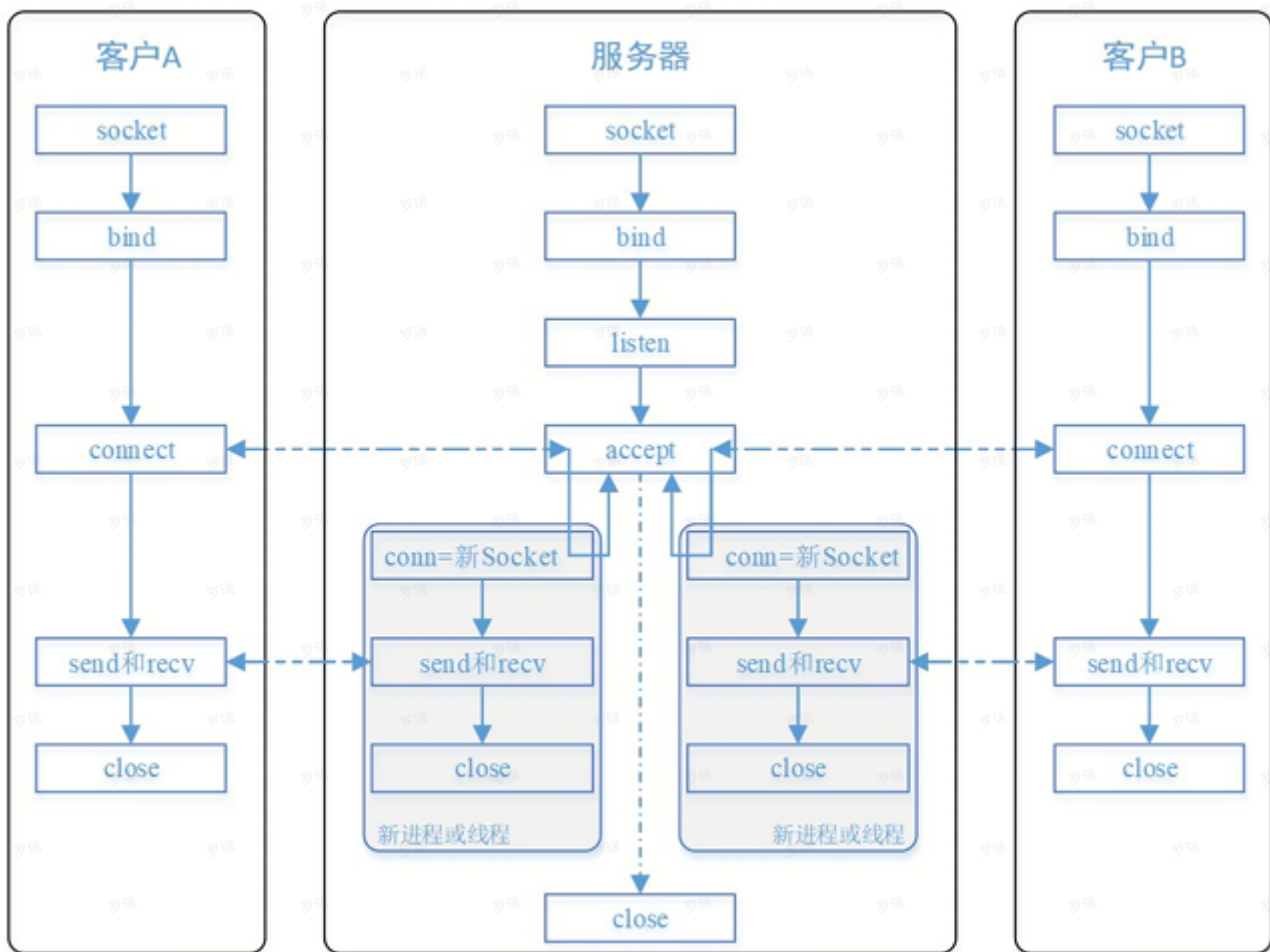 客户A
socket
bind
connect
send和recv
close
服务器
socket
bind
listen
accept
conn=新Socket
send和recv
close
新进程或线程
conn=新Socket
send和recv
close
新进程或线程
close
客户B
socket
bind
connect
send和recv
close